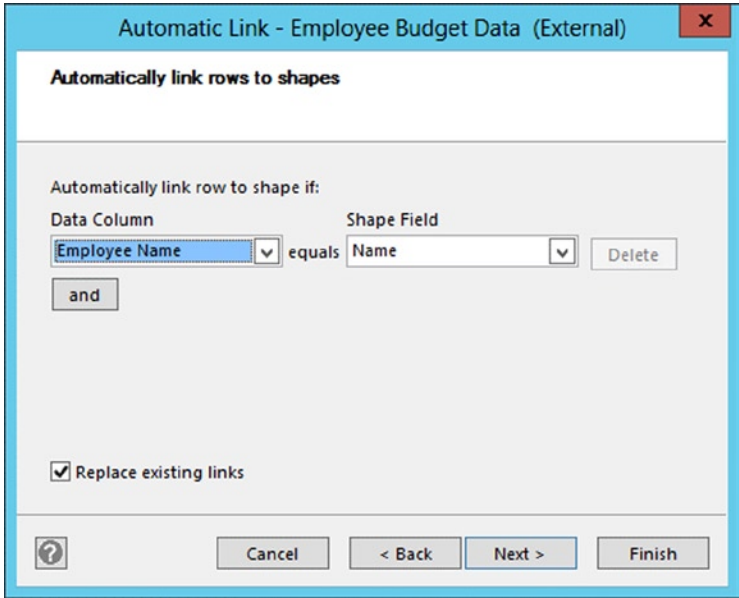 Automatic Link - Employee Budget Data (External)
x
Automatically link rows to shapes
Automatically link row to shape if:
Data Column Shape Field
Employee Name equals Name Delete
and
Replace existing links
? Cancel < Back Next > Finish